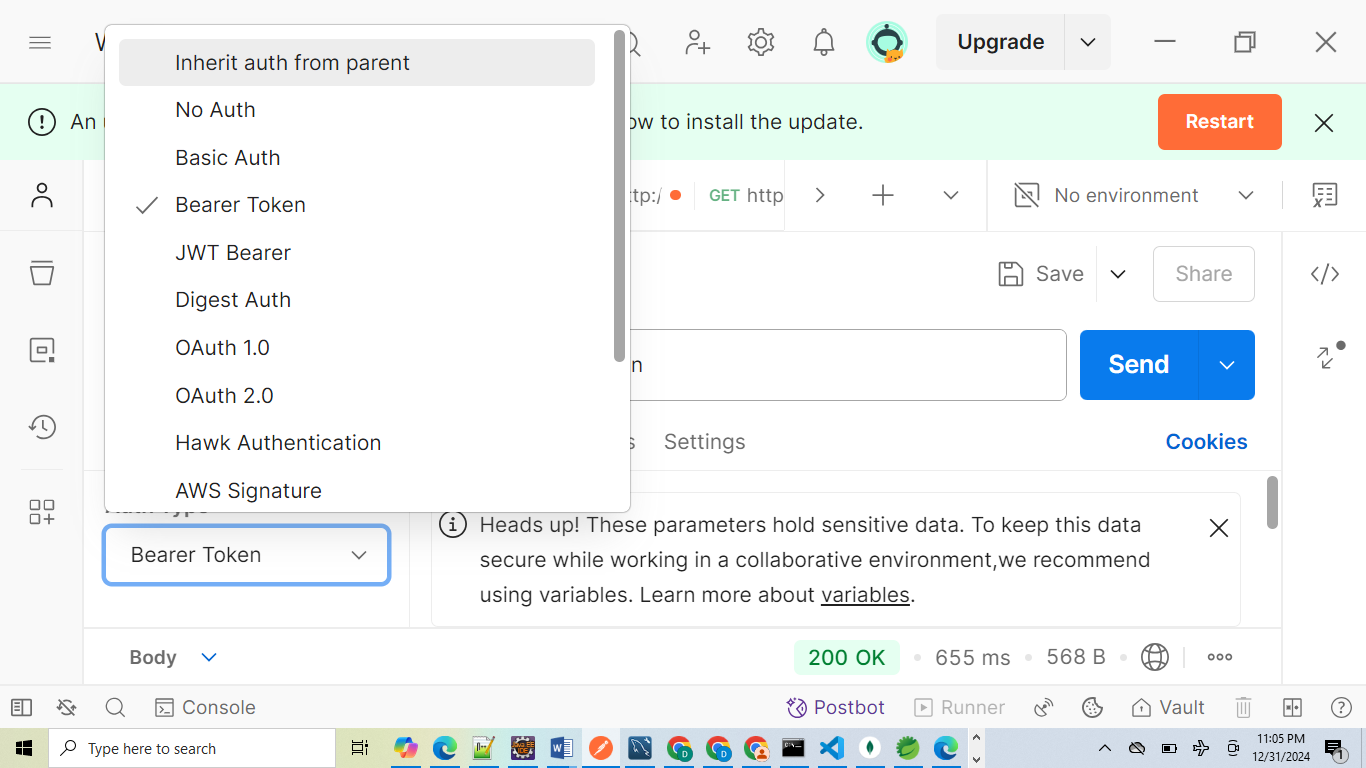 W
Upgrade
Inherit auth from parent
No Auth
An
ow to install the update.
Restart
Basic Auth
Bearer Token
GET http
No environment
JWT Bearer
Save
Share
Digest Auth
OAuth 1.0
Send
OAuth 2.0
Hawk Authentication
s
Settings
Cookies
AWS Signature
Auth Type
Bearer Token
Heads up! These parameters hold sensitive data. To keep this data
secure while working in a collaborative environment,we recommend
using variables. Learn more about variables.
Body
200 OK
655 ms
568 B
Console
Postbot
Runner
Vault
Type here to search
11:05 PM
12/31/2024
1